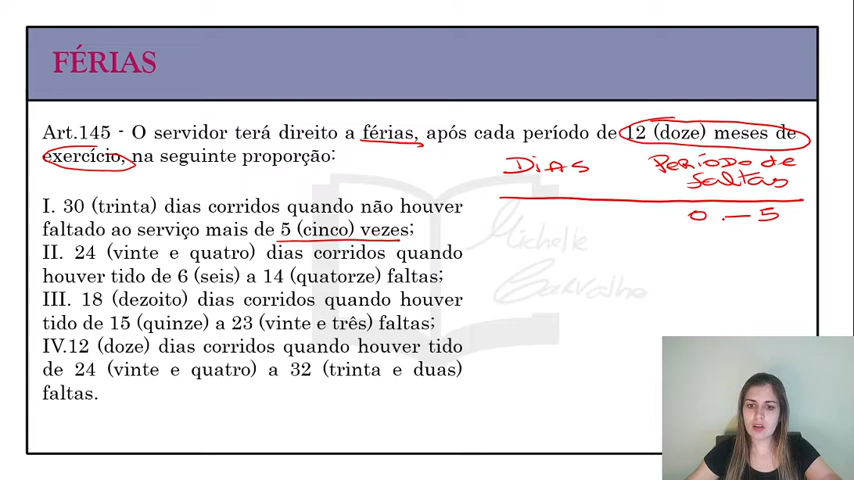 FÉRIAS
Art.145 - O servidor terá direito a férias, após cada período de 12 (doze) meses de
exercício, na seguinte proporção:
Dias
Período de
faltas
0 — 5
I. 30 (trinta) dias corridos quando não houver
faltado ao serviço mais de 5 (cinco) vezes;
II. 24 (vinte e quatro) dias corridos quando
houver tido de 6 (seis) a 14 (quatorze) faltas;
III. 18 (dezoito) dias corridos quando houver
tido de 15 (quinze) a 23 (vinte e três) faltas;
IV.12 (doze) dias corridos quando houver tido
de 24 (vinte e quatro) a 32 (trinta e duas)
faltas.
Michelle
Carvalho